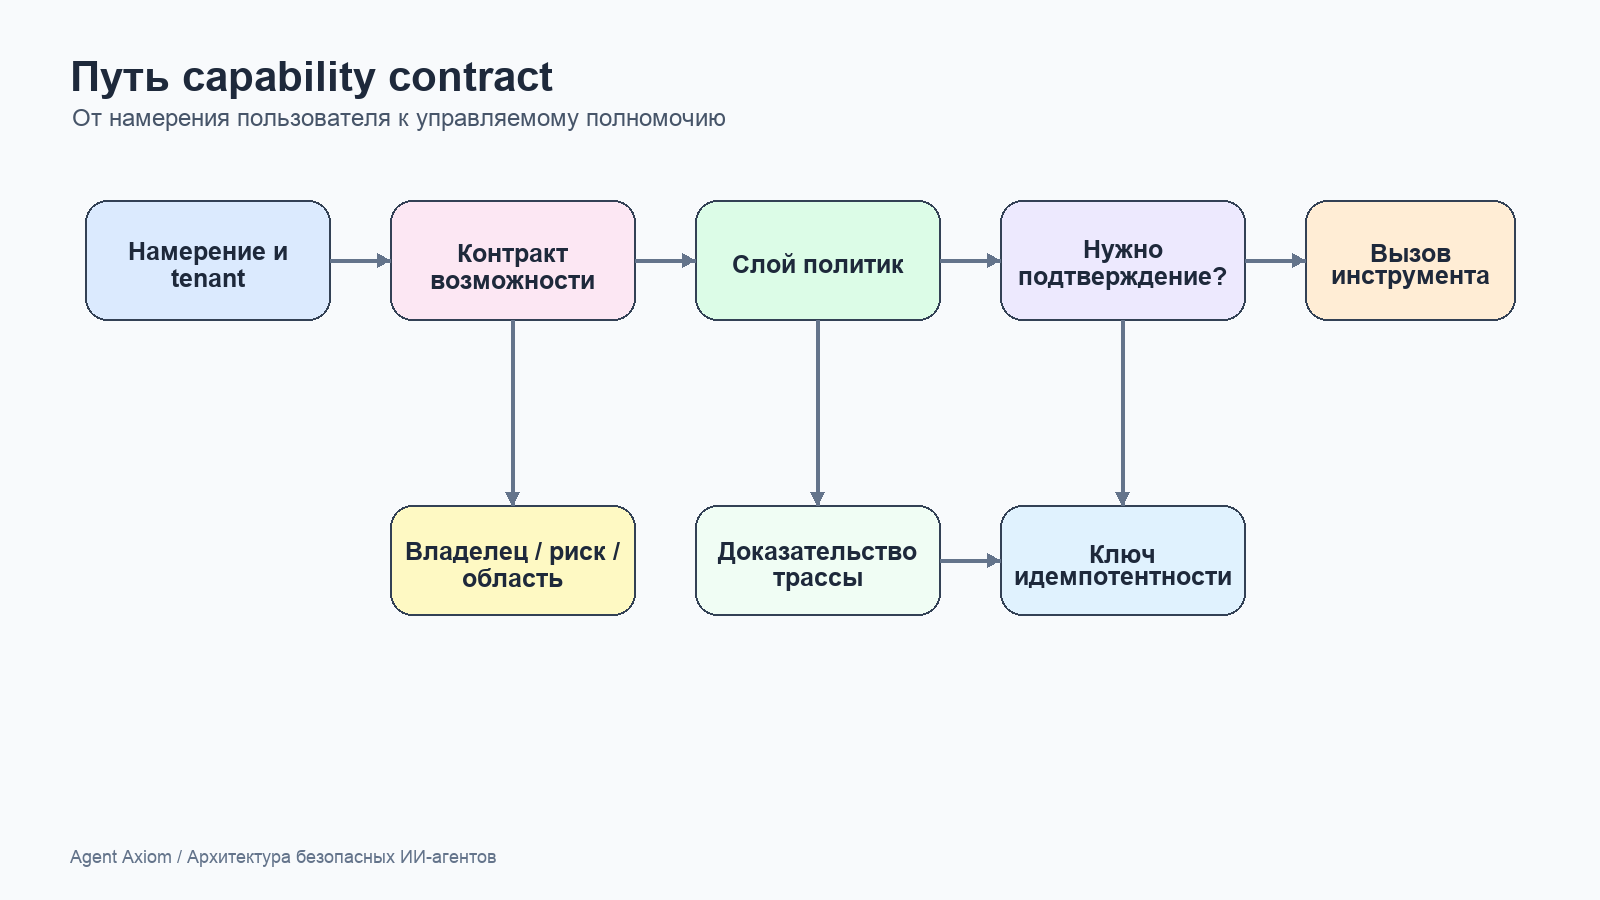 Путь capability contract
От намерения пользователя к управляемому полномочию
Намерение и
tenant
Контракт
возможности
Слой политик
Нужно
подтверждение?
Вызов
инструмента
Владелец / риск /
область
Доказательство
трассы
Ключ
идемпотентности
Agent Axiom / Архитектура безопасных ИИ-агентов